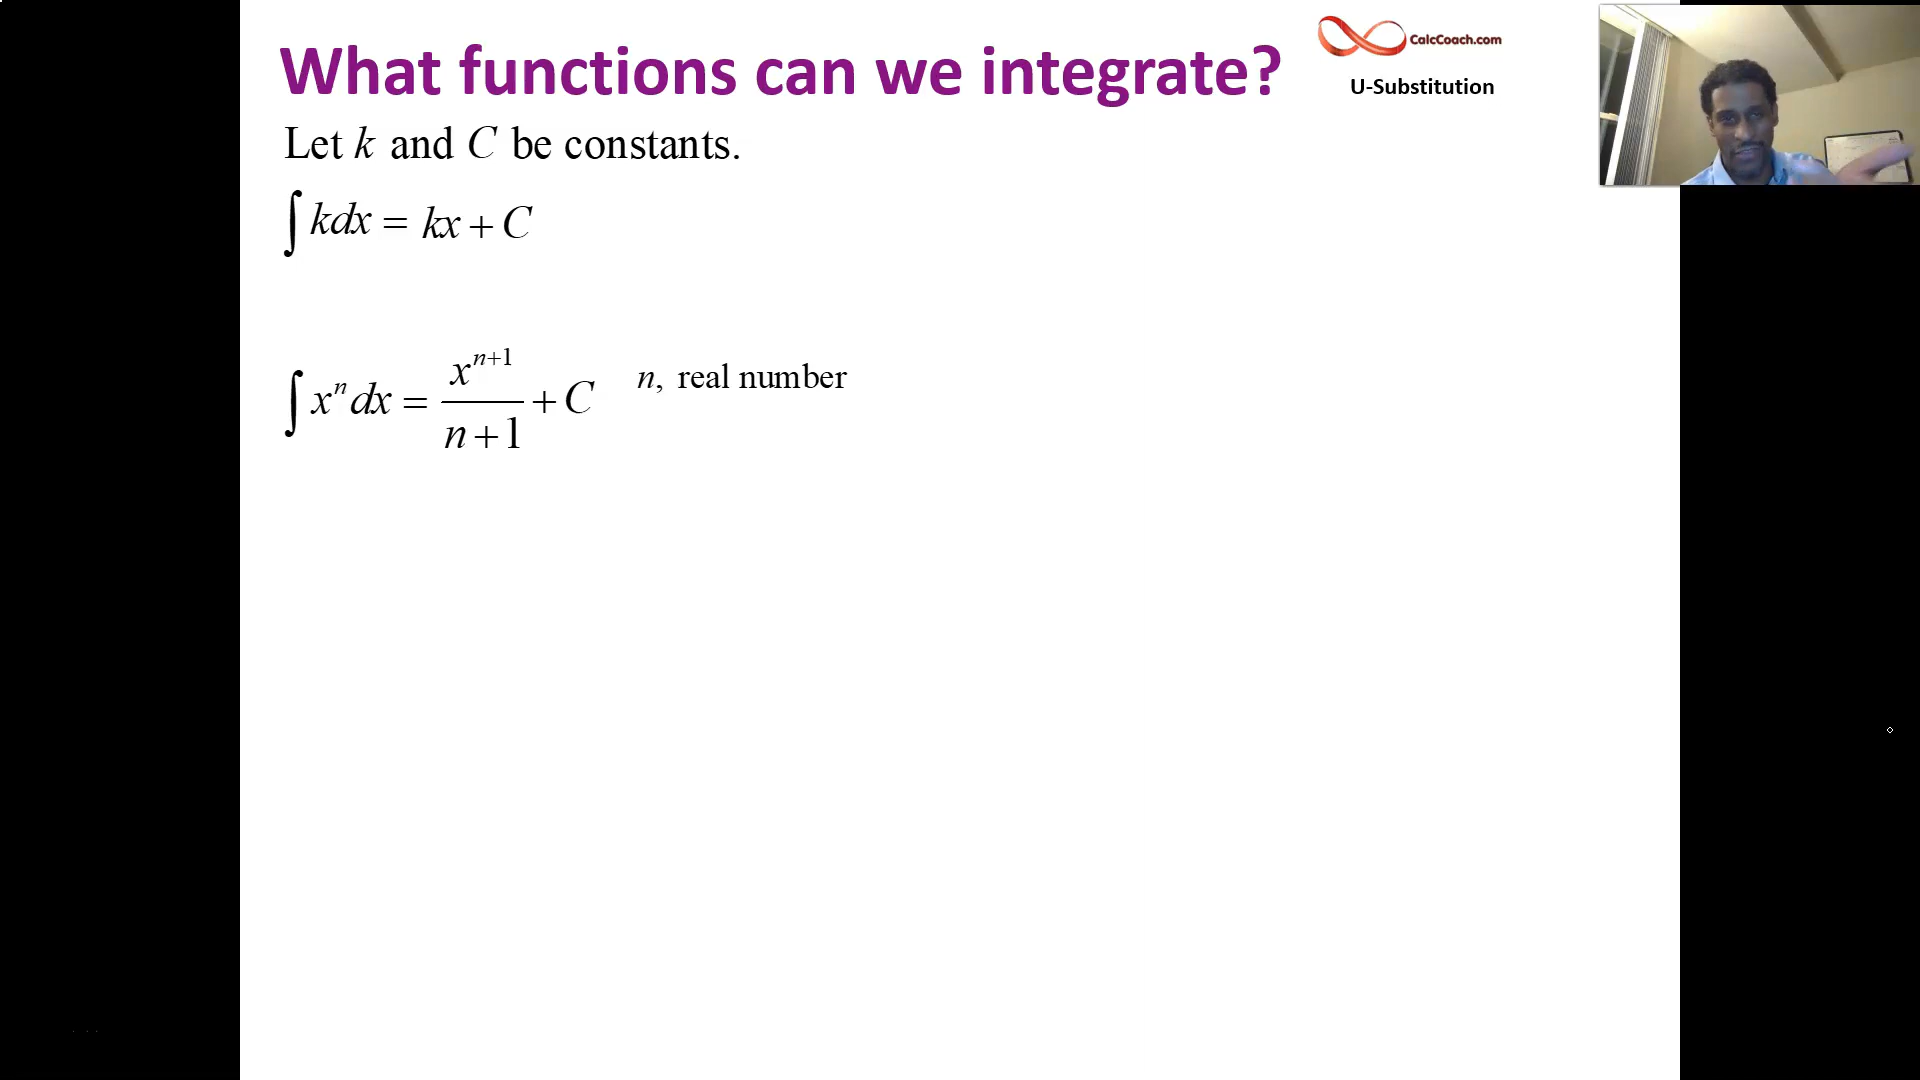 What functions can we integrate?
CalcCoach.com
U-Substitution
Let k and C be constants.
∫ kdx = kx + C
∫ xⁿdx = xⁿ⁺¹/(n+1) + C   n, real number